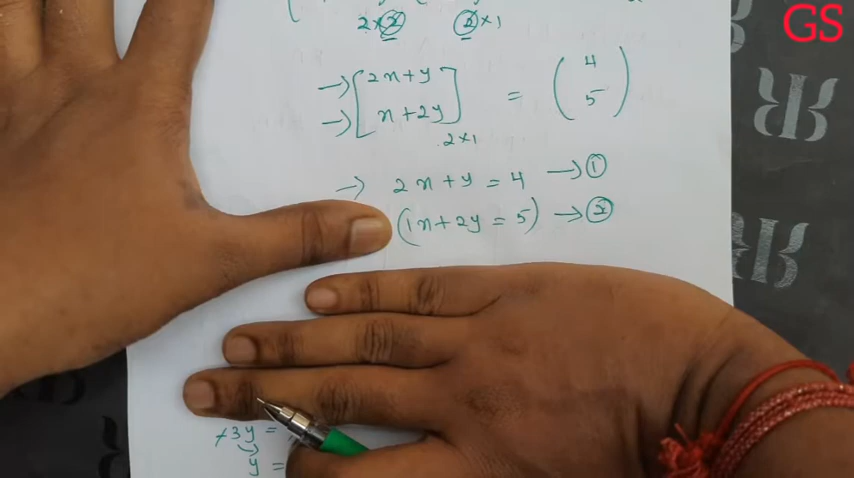 GS
2×2 2×1
→ [2x+y] = (4
→ x+2y] 5)
2×1
→ 2x+y = 4 → ①
(1x+2y = 5) → ②
+3y =
y =